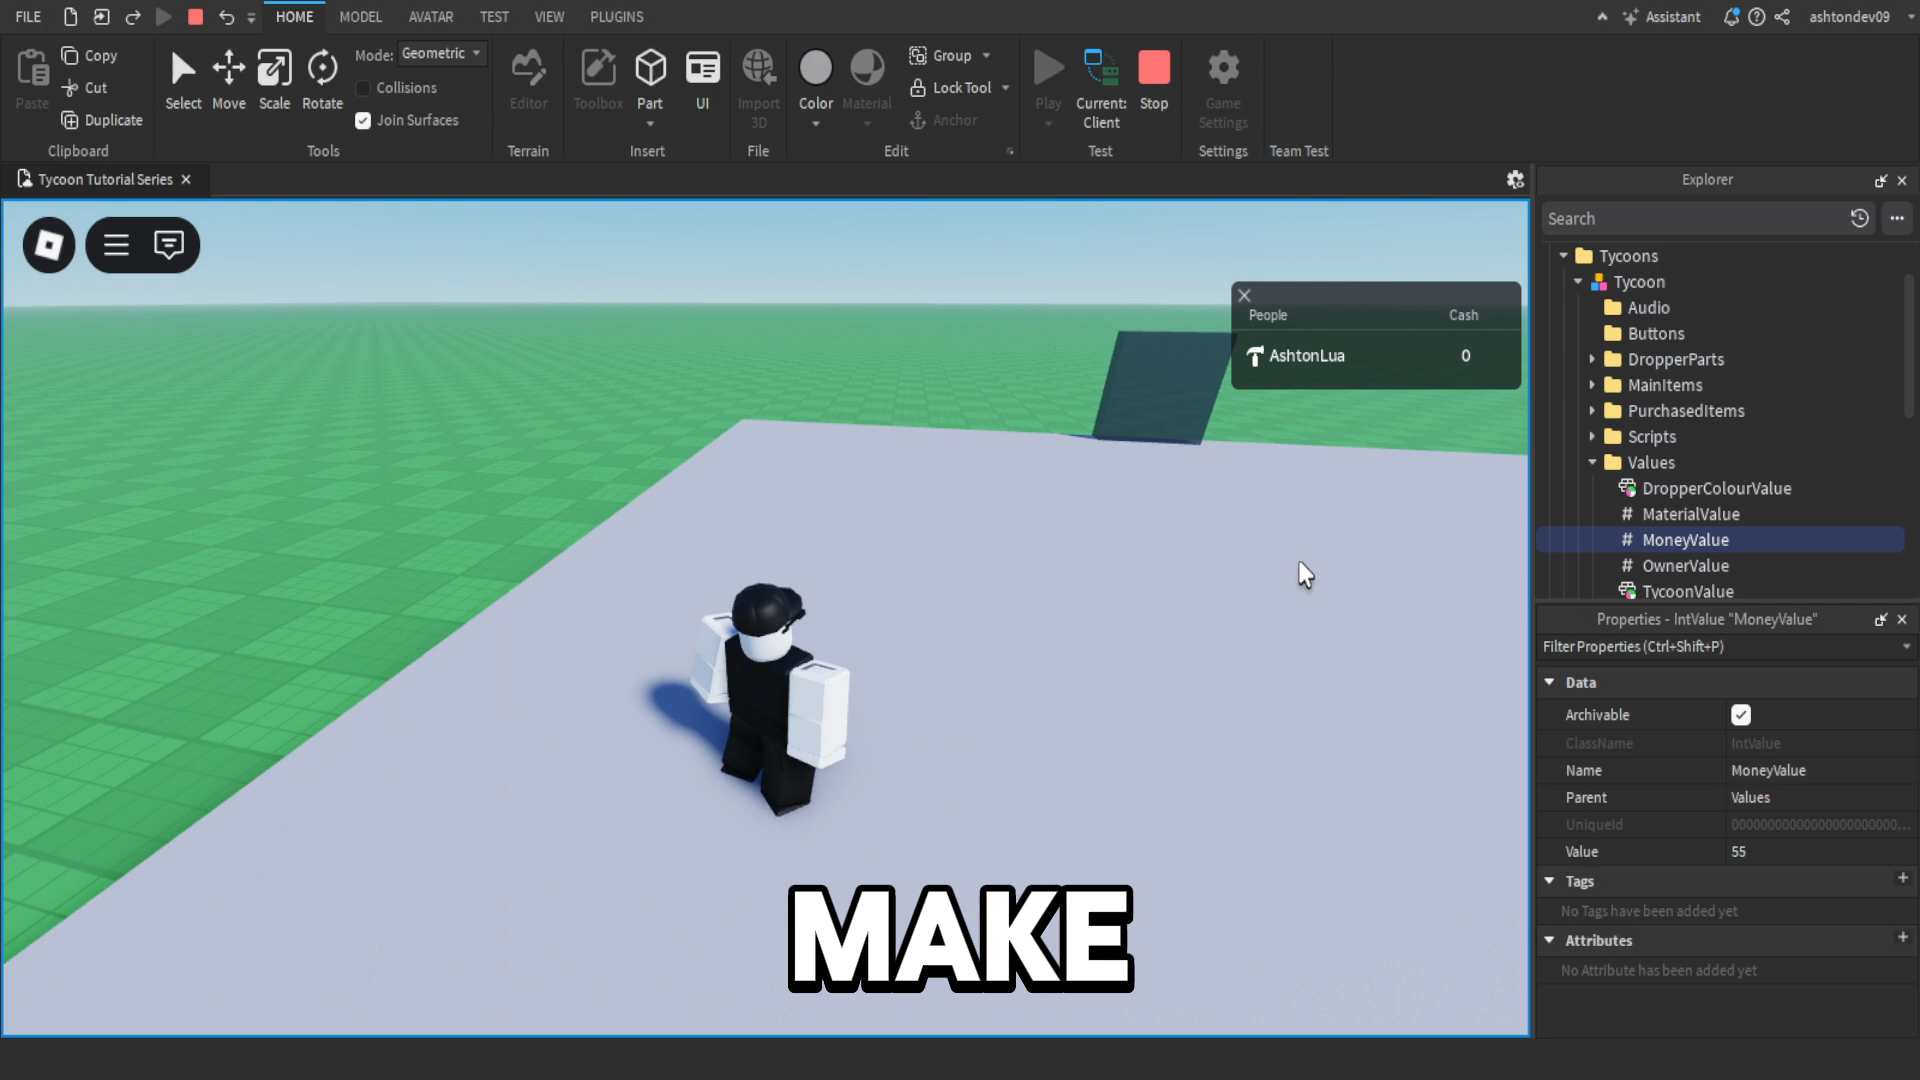 FILE
HOME
MODEL
AVATAR
TEST
VIEW
PLUGINS
Assistant
ashtondev09
Paste
Copy
Cut
Duplicate
Clipboard
Select
Move
Scale
Rotate
Mode: Geometric
Collisions
Join Surfaces
Tools
Editor
Terrain
Toolbox
Part
UI
Insert
Import
3D
File
Color
Material
Group
Lock Tool
Anchor
Edit
Play
Current:
Client
Stop
Test
Game
Settings
Settings
Team Test
Tycoon Tutorial Series
People Cash
AshtonLua 0
MAKE
Explorer
Search
Tycoons
Tycoon
Audio
Buttons
DropperParts
MainItems
PurchasedItems
Scripts
Values
DropperColourValue
# MaterialValue
# MoneyValue
# OwnerValue
TycoonValue
Properties - IntValue "MoneyValue"
Filter Properties (Ctrl+Shift+P)
Data
Archivable
ClassName IntValue
Name MoneyValue
Parent Values
UniqueId 00000000000000000000000...
Value 55
Tags
No Tags have been added yet
Attributes
No Attribute has been added yet